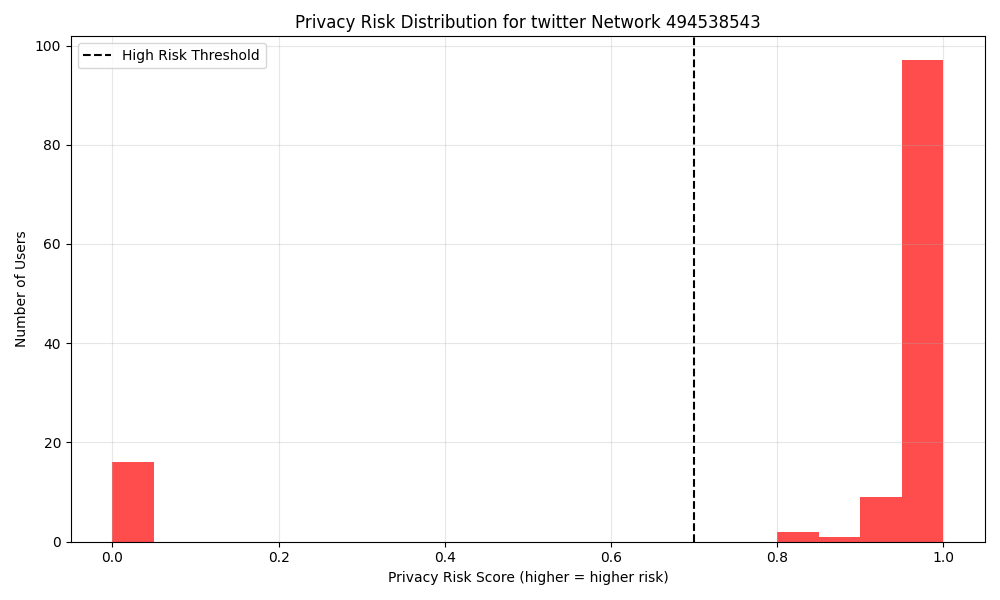 Privacy Risk Distribution for twitter Network 494538543
High Risk Threshold
100
80
60
40
20
0
Number of Users
0.0 0.2 0.4 0.6 0.8 1.0
Privacy Risk Score (higher = higher risk)